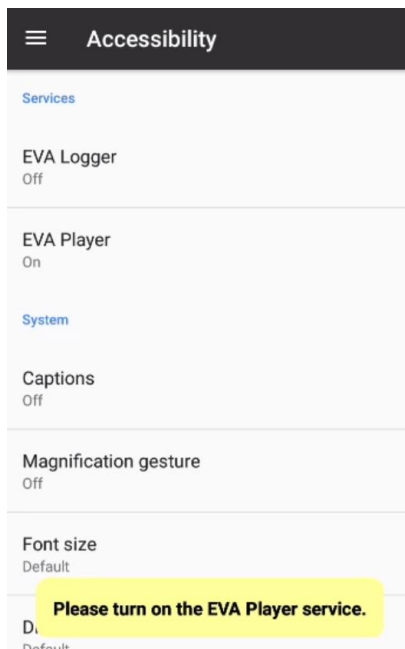 Accessibility
Services
EVA Logger
Off
EVA Player
On
System
Captions
Off
Magnification gesture
Off
Font size
Default
Please turn on the EVA Player service.
Default